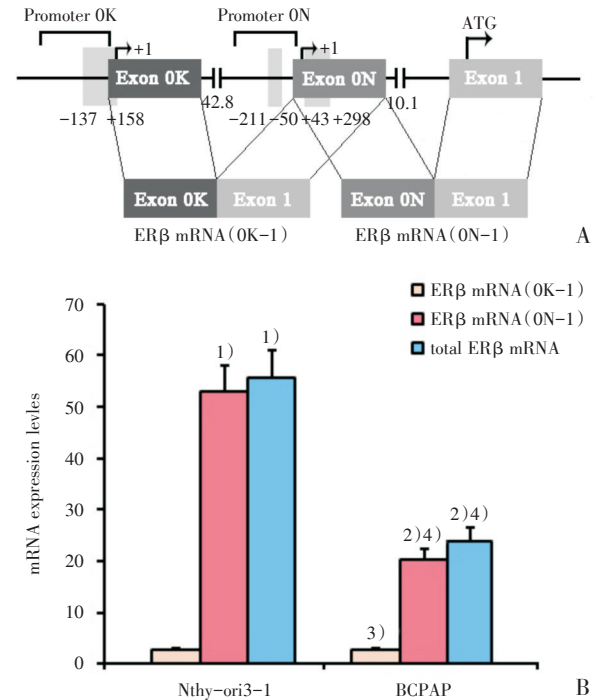 Promoter 0K Promoter 0N
ATG
+1 +1
Exon 0K Exon 0N Exon 1
42.8 10.1
−137 +158 −211 −50 +43 +298
Exon 0K Exon 1 Exon 0N Exon 1
ERβ mRNA(0K−1) ERβ mRNA(0N−1) A
ERβ mRNA(0K−1)
ERβ mRNA(0N−1)
total ERβ mRNA
mRNA expression levles
70
60
50
40
30
20
10
0
1) 1)
3) 2)4) 2)4)
Nthy-ori3-1 BCPAP B